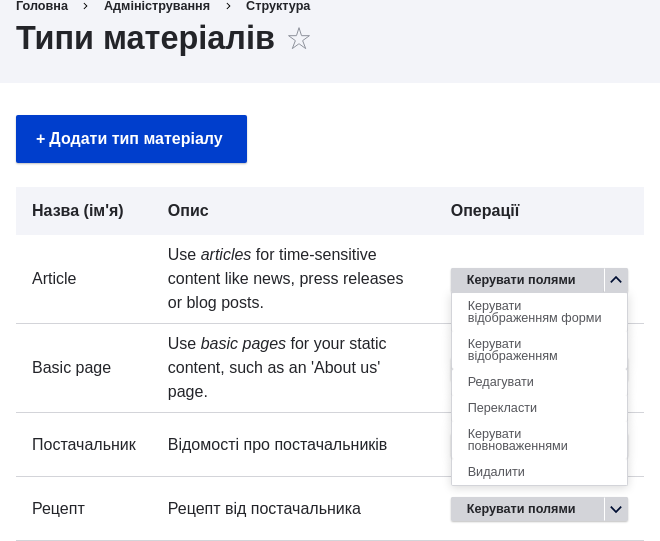 Головна > Адміністрування > Структура
Типи матеріалів
+ Додати тип матеріалу
Назва (ім'я) Опис Операції
Article
Use articles for time-sensitive
content like news, press releases
or blog posts.
Керувати полями
Керувати
відображенням форми
Керувати
відображенням
Редагувати
Перекласти
Керувати
повноваженнями
Видалити
Basic page
Use basic pages for your static
content, such as an 'About us'
page.
Постачальник Відомості про постачальників
Рецепт Рецепт від постачальника Керувати полями